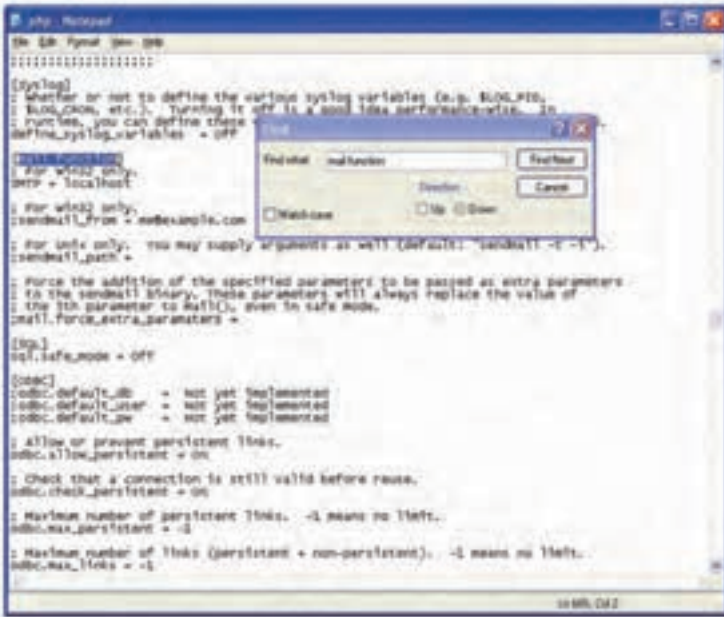 php - Notepad
File Edit Format View Help
;;;;;;;;;;;;;;;;;;;
[Syslog]
; Whether or not to define the various syslog variables (e.g. $LOG_PID,
; $LOG_CRON, etc.). Turning it off is a good idea performance-wise. In
; runtime, you can define these
define_syslog_variables = Off
[mail function]
; For Win32 only.
SMTP = localhost
; For Win32 only.
;sendmail_from = me@example.com
; For Unix only. You may supply arguments as well (default: "sendmail -t -i").
;sendmail_path =
; Force the addition of the specified parameters to be passed as extra parameters
; to the sendmail binary. These parameters will always replace the value of
; the 5th parameter to mail(), even in safe mode.
;mail.force_extra_paramaters =
[SQL]
sql.safe_mode = Off
[ODBC]
;odbc.default_db = Not yet implemented
;odbc.default_user = Not yet implemented
;odbc.default_pw = Not yet implemented
; Allow or prevent persistent links.
odbc.allow_persistent = On
; Check that a connection is still valid before reuse.
odbc.check_persistent = On
; Maximum number of persistent links. -1 means no limit.
odbc.max_persistent = -1
; Maximum number of links (persistent + non-persistent). -1 means no limit.
odbc.max_links = -1
Find
Find what: mail function
Find Next
Direction
Cancel
Match case
Up Down